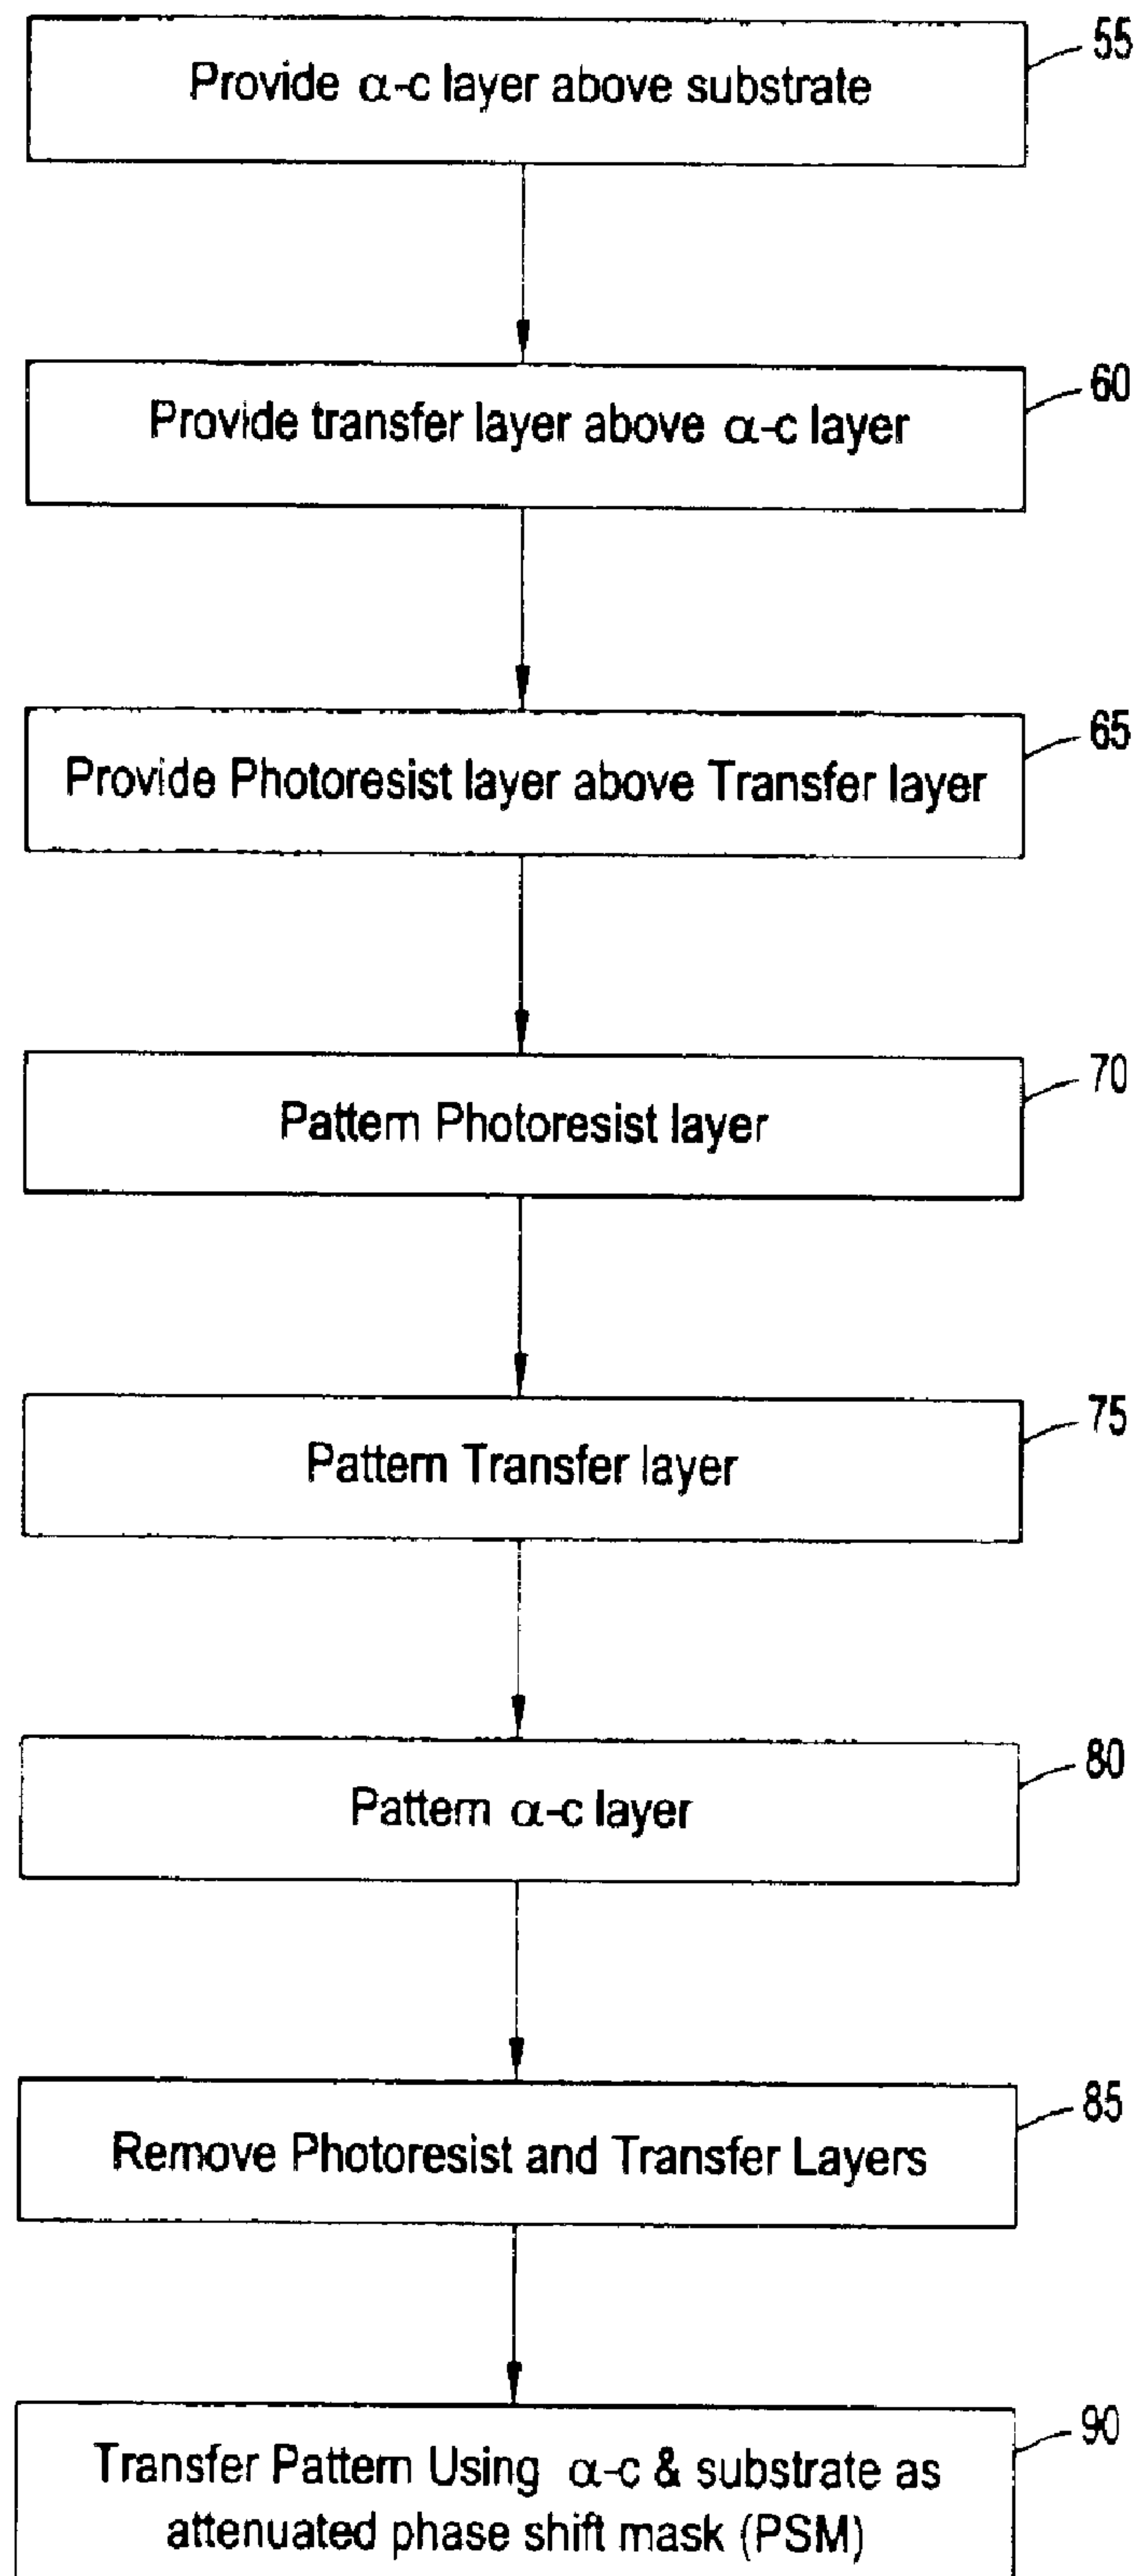 55
Provide α-c layer above substrate
60
Provide transfer layer above α-c layer
65
Provide Photoresist layer above Transfer layer
70
Pattern Photoresist layer
75
Pattern Transfer layer
80
Pattern α-c layer
85
Remove Photoresist and Transfer Layers
90
Transfer Pattern Using α-c & substrate as
attenuated phase shift mask (PSM)